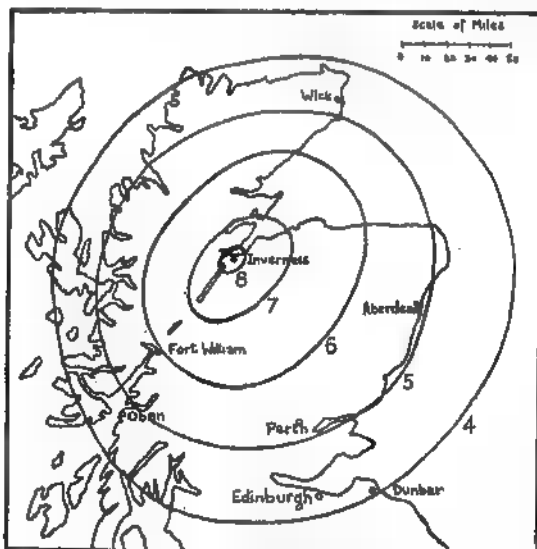 Scale of Miles
0 10 20 30 40 50
Wick
Inverness
8
7
Aberdeen
6
Fort William
5
Oban
Perth
4
Edinburgh
Dunbar